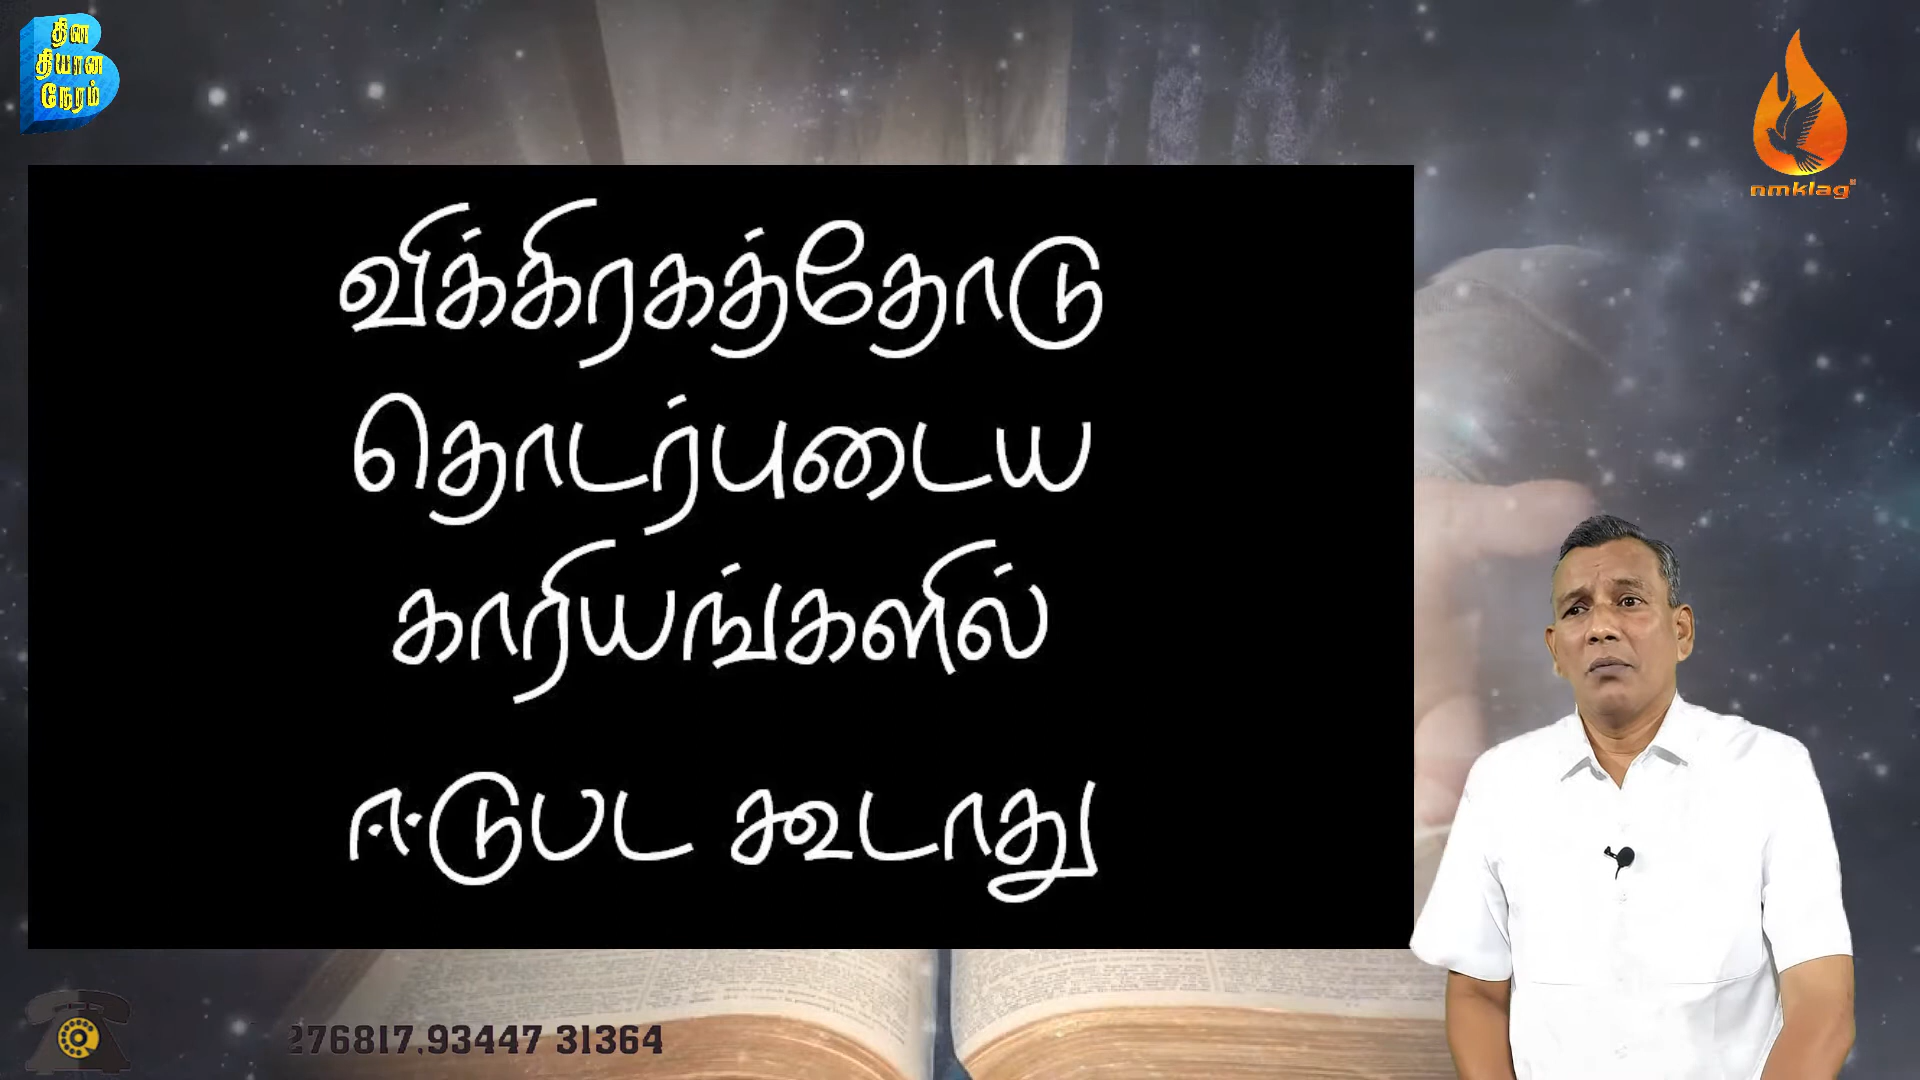 தின
தியான
நேரம்
nmklag
விக்கிரகத்தோடு
தொடர்புடைய
காரியங்களில்
ஈடுபட கூடாது
276817,93447 31364